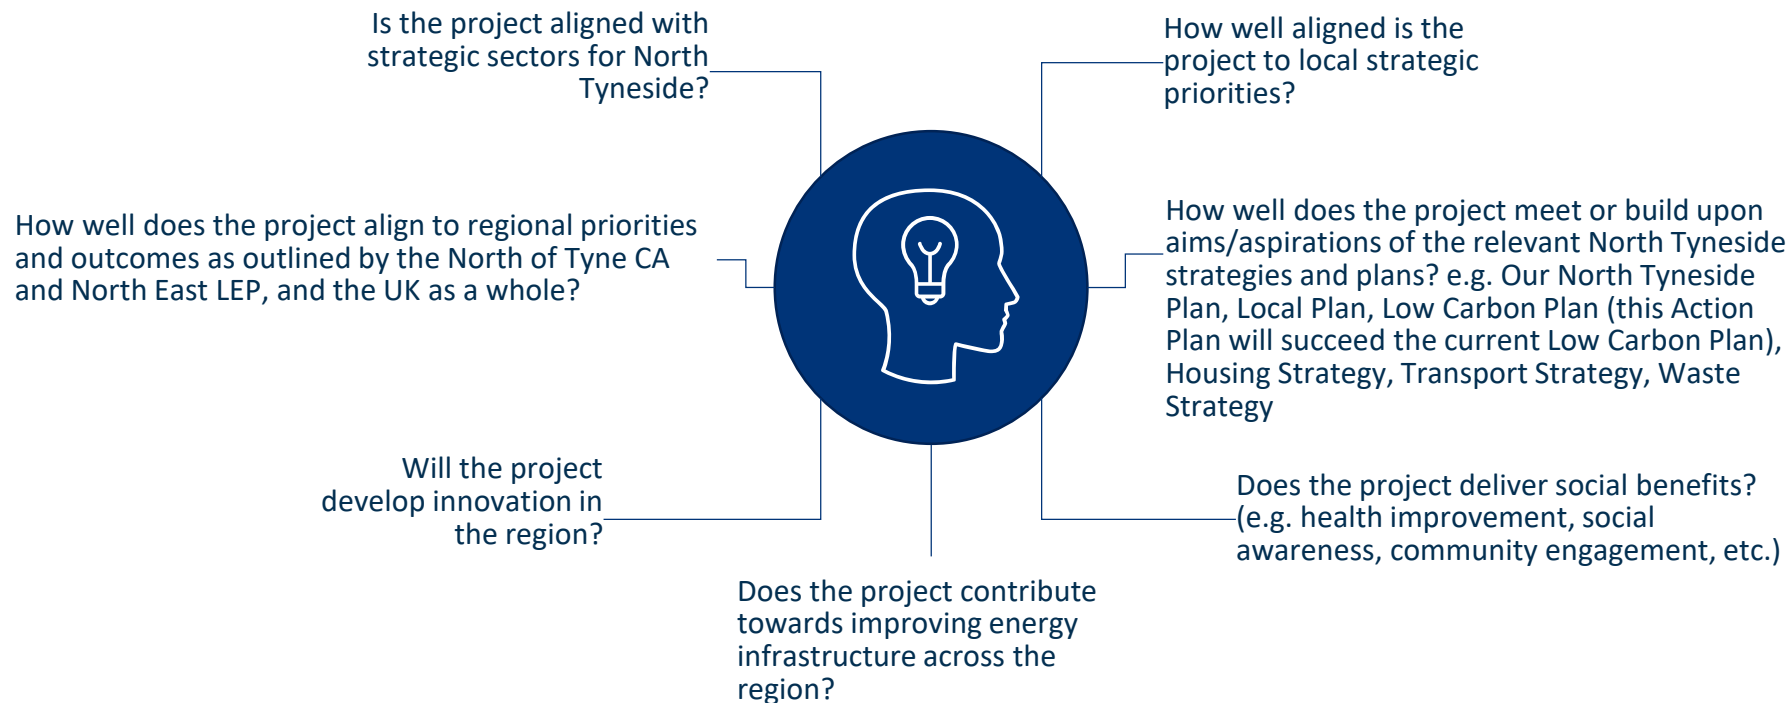 Is the project aligned with
strategic sectors for North
Tyneside?
How well aligned is the
project to local strategic
priorities?
How well does the project align to regional priorities
and outcomes as outlined by the North of Tyne CA
and North East LEP, and the UK as a whole?
How well does the project meet or build upon
aims/aspirations of the relevant North Tyneside
strategies and plans? e.g. Our North Tyneside
Plan, Local Plan, Low Carbon Plan (this Action
Plan will succeed the current Low Carbon Plan),
Housing Strategy, Transport Strategy, Waste
Strategy
Will the project
develop innovation in
the region?
Does the project deliver social benefits?
(e.g. health improvement, social
awareness, community engagement, etc.)
Does the project contribute
towards improving energy
infrastructure across the
region?